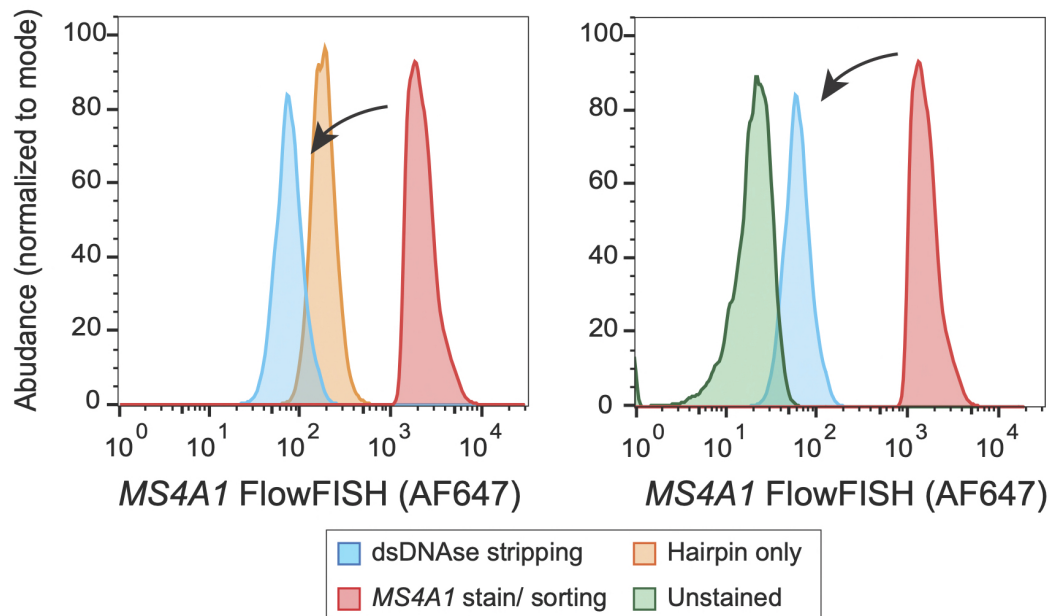 Abudance (normalized to mode)
100
80
60
40
20
0
10^0 10^1 10^2 10^3 10^4
MS4A1 FlowFISH (AF647)
100
80
60
40
20
0
10^0 10^1 10^2 10^3 10^4
MS4A1 FlowFISH (AF647)
dsDNAse stripping
Hairpin only
MS4A1 stain/ sorting
Unstained